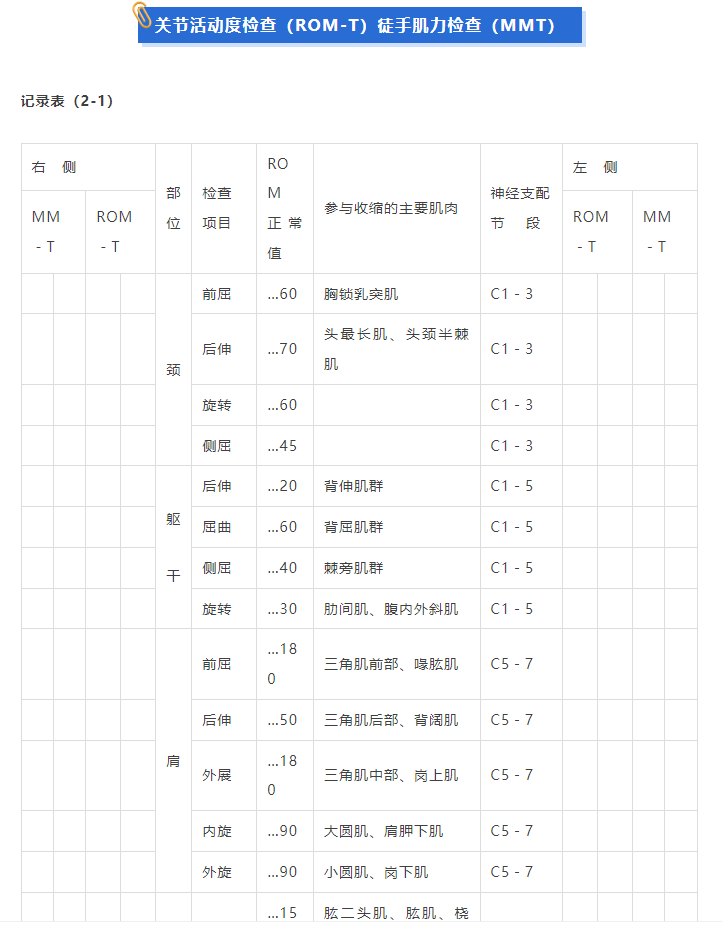 关节活动度检查（ROM-T）徒手肌力检查（MMT）
记录表（2-1）
右 侧 部位 检查项目 ROM正常值 参与收缩的主要肌肉 神经支配节 段 左 侧
MM-T ROM-T ROM-T MM-T
颈 前屈 …60 胸锁乳突肌 C1-3
后伸 …70 头最长肌、头颈半棘肌 C1-3
旋转 …60 C1-3
侧屈 …45 C1-3
躯干 后伸 …20 背伸肌群 C1-5
屈曲 …60 背屈肌群 C1-5
侧屈 …40 棘旁肌群 C1-5
旋转 …30 肋间肌、腹内外斜肌 C1-5
肩 前屈 …180 三角肌前部、喙肱肌 C5-7
后伸 …50 三角肌后部、背阔肌 C5-7
外展 …180 三角肌中部、岗上肌 C5-7
内旋 …90 大圆肌、肩胛下肌 C5-7
外旋 …90 小圆肌、岗下肌 C5-7
…15 肱二头肌、肱肌、桡